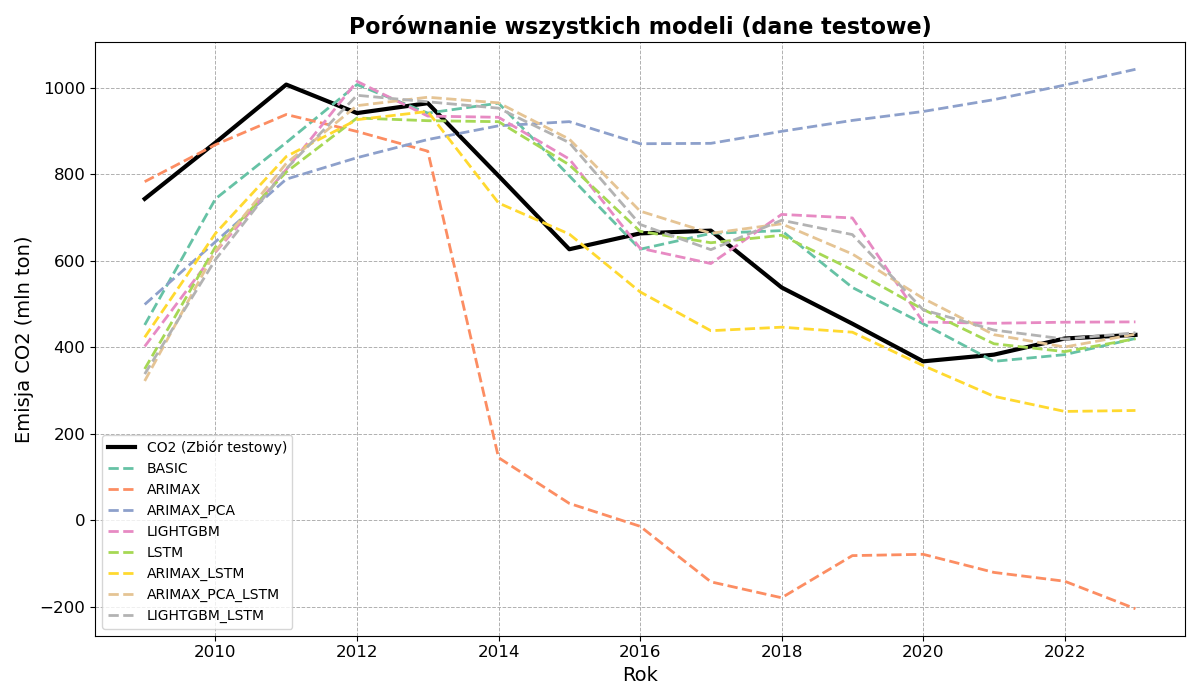 Porównanie wszystkich modeli (dane testowe)
Emisja CO2 (mln ton)
1000
800
600
400
200
0
−200
CO2 (Zbiór testowy)
BASIC
ARIMAX
ARIMAX_PCA
LIGHTGBM
LSTM
ARIMAX_LSTM
ARIMAX_PCA_LSTM
LIGHTGBM_LSTM
2010
2012
2014
2016
2018
2020
2022
Rok